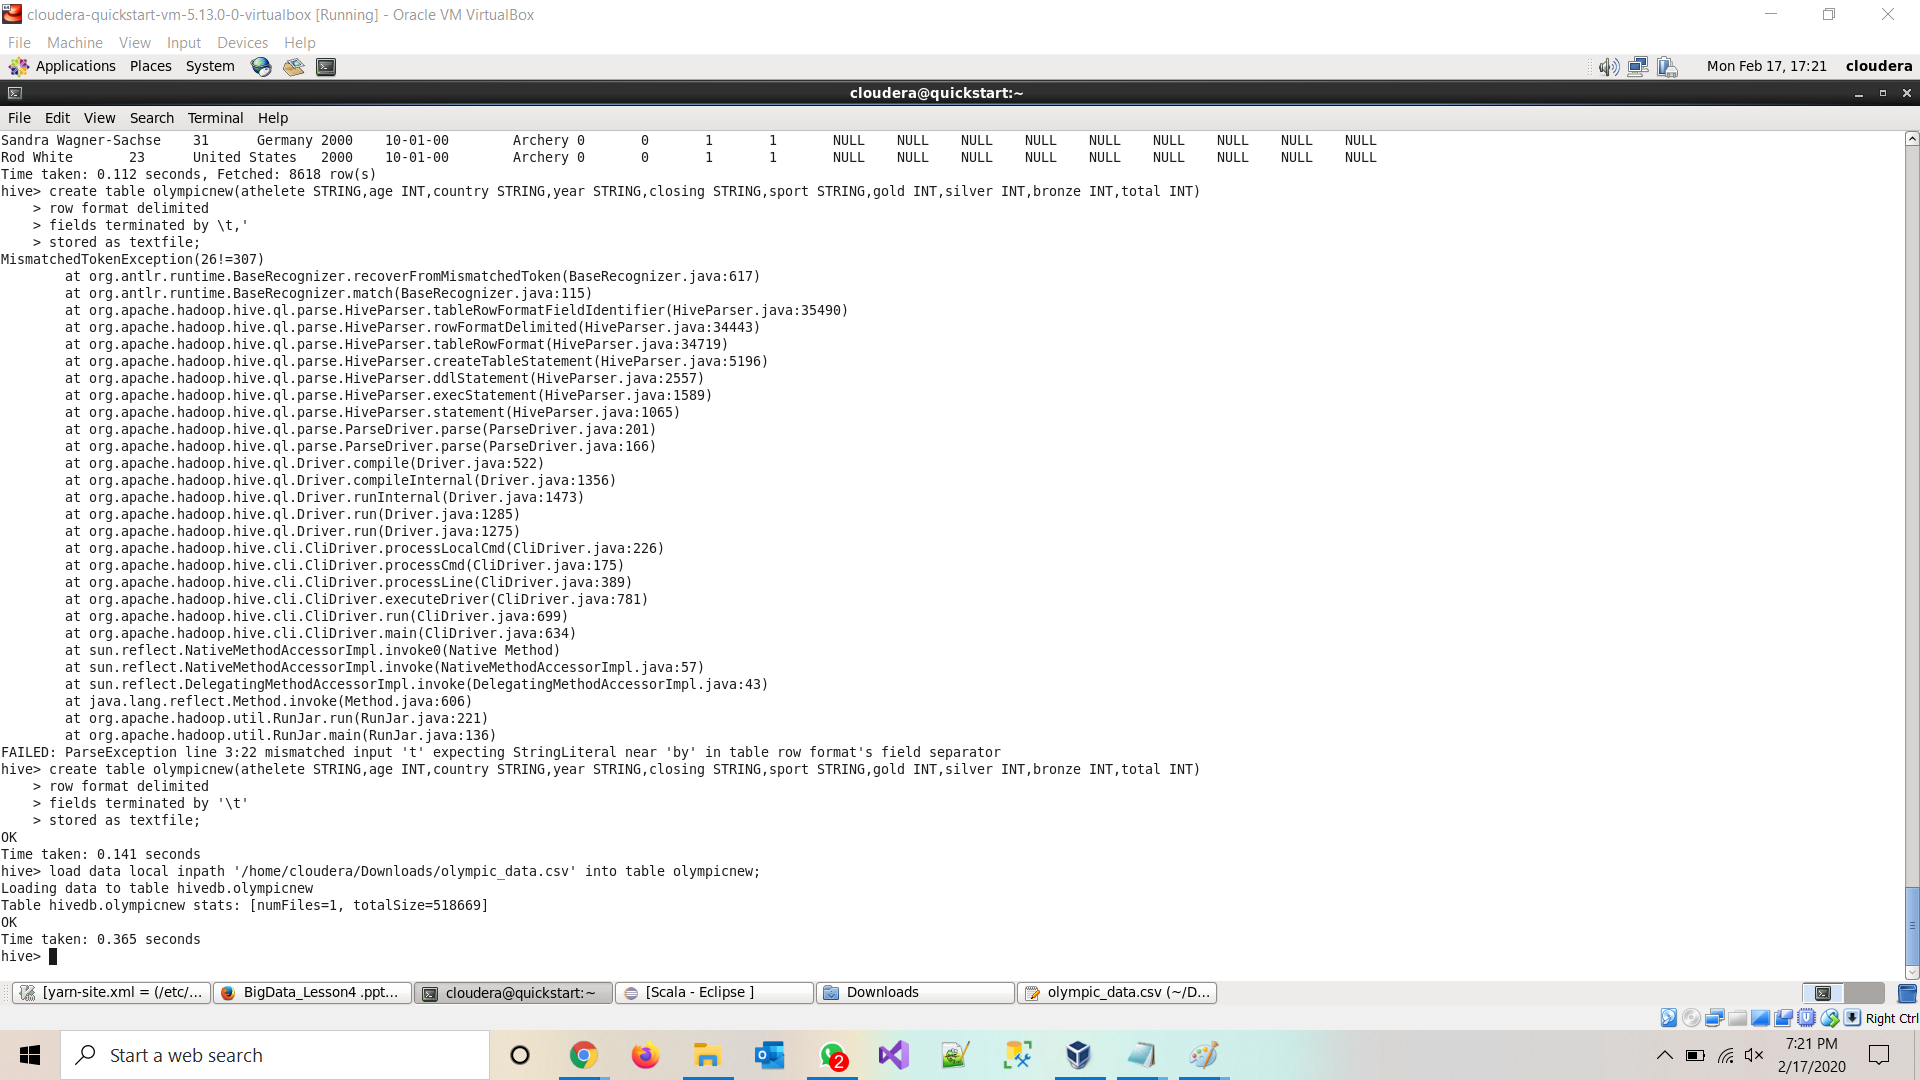 cloudera-quickstart-vm-5.13.0-0-virtualbox [Running] - Oracle VM VirtualBox
File Machine View Input Devices Help
Applications Places System Mon Feb 17, 17:21 cloudera
cloudera@quickstart:~
File Edit View Search Terminal Help
Sandra Wagner-Sachse 31 Germany 2000 10-01-00 Archery 0 0 1 1 NULL NULL NULL NULL NULL NULL NULL NULL NULL
Rod White 23 United States 2000 10-01-00 Archery 0 0 1 1 NULL NULL NULL NULL NULL NULL NULL NULL NULL
Time taken: 0.112 seconds, Fetched: 8618 row(s)
hive> create table olympicnew(athelete STRING,age INT,country STRING,year STRING,closing STRING,sport STRING,gold INT,silver INT,bronze INT,total INT)
> row format delimited
> fields terminated by \t,'
> stored as textfile;
MismatchedTokenException(26!=307)
at org.antlr.runtime.BaseRecognizer.recoverFromMismatchedToken(BaseRecognizer.java:617)
at org.antlr.runtime.BaseRecognizer.match(BaseRecognizer.java:115)
at org.apache.hadoop.hive.ql.parse.HiveParser.tableRowFormatFieldIdentifier(HiveParser.java:35490)
at org.apache.hadoop.hive.ql.parse.HiveParser.rowFormatDelimited(HiveParser.java:34443)
at org.apache.hadoop.hive.ql.parse.HiveParser.tableRowFormat(HiveParser.java:34719)
at org.apache.hadoop.hive.ql.parse.HiveParser.createTableStatement(HiveParser.java:5196)
at org.apache.hadoop.hive.ql.parse.HiveParser.ddlStatement(HiveParser.java:2557)
at org.apache.hadoop.hive.ql.parse.HiveParser.execStatement(HiveParser.java:1589)
at org.apache.hadoop.hive.ql.parse.HiveParser.statement(HiveParser.java:1065)
at org.apache.hadoop.hive.ql.parse.ParseDriver.parse(ParseDriver.java:201)
at org.apache.hadoop.hive.ql.parse.ParseDriver.parse(ParseDriver.java:166)
at org.apache.hadoop.hive.ql.Driver.compile(Driver.java:522)
at org.apache.hadoop.hive.ql.Driver.compileInternal(Driver.java:1356)
at org.apache.hadoop.hive.ql.Driver.runInternal(Driver.java:1473)
at org.apache.hadoop.hive.ql.Driver.run(Driver.java:1285)
at org.apache.hadoop.hive.ql.Driver.run(Driver.java:1275)
at org.apache.hadoop.hive.cli.CliDriver.processLocalCmd(CliDriver.java:226)
at org.apache.hadoop.hive.cli.CliDriver.processCmd(CliDriver.java:175)
at org.apache.hadoop.hive.cli.CliDriver.processLine(CliDriver.java:389)
at org.apache.hadoop.hive.cli.CliDriver.executeDriver(CliDriver.java:781)
at org.apache.hadoop.hive.cli.CliDriver.run(CliDriver.java:699)
at org.apache.hadoop.hive.cli.CliDriver.main(CliDriver.java:634)
at sun.reflect.NativeMethodAccessorImpl.invoke0(Native Method)
at sun.reflect.NativeMethodAccessorImpl.invoke(NativeMethodAccessorImpl.java:57)
at sun.reflect.DelegatingMethodAccessorImpl.invoke(DelegatingMethodAccessorImpl.java:43)
at java.lang.reflect.Method.invoke(Method.java:606)
at org.apache.hadoop.util.RunJar.run(RunJar.java:221)
at org.apache.hadoop.util.RunJar.main(RunJar.java:136)
FAILED: ParseException line 3:22 mismatched input 't' expecting StringLiteral near 'by' in table row format's field separator
hive> create table olympicnew(athelete STRING,age INT,country STRING,year STRING,closing STRING,sport STRING,gold INT,silver INT,bronze INT,total INT)
> row format delimited
> fields terminated by '\t'
> stored as textfile;
OK
Time taken: 0.141 seconds
hive> load data local inpath '/home/cloudera/Downloads/olympic_data.csv' into table olympicnew;
Loading data to table hivedb.olympicnew
Table hivedb.olympicnew stats: [numFiles=1, totalSize=518669]
OK
Time taken: 0.365 seconds
hive>
[yarn-site.xml = (/etc/... BigData_Lesson4 .ppt... cloudera@quickstart:~ [Scala - Eclipse ] Downloads olympic_data.csv (~/D...
Right Ctrl
Start a web search 2 7:21 PM
2/17/2020